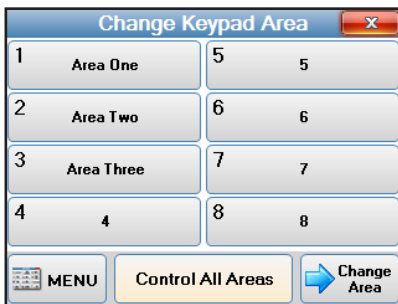 Change Keypad Area x
1 Area One 5 5
2 Area Two 6 6
3 Area Three 7 7
4 4 8 8
MENU Control All Areas Change
Area